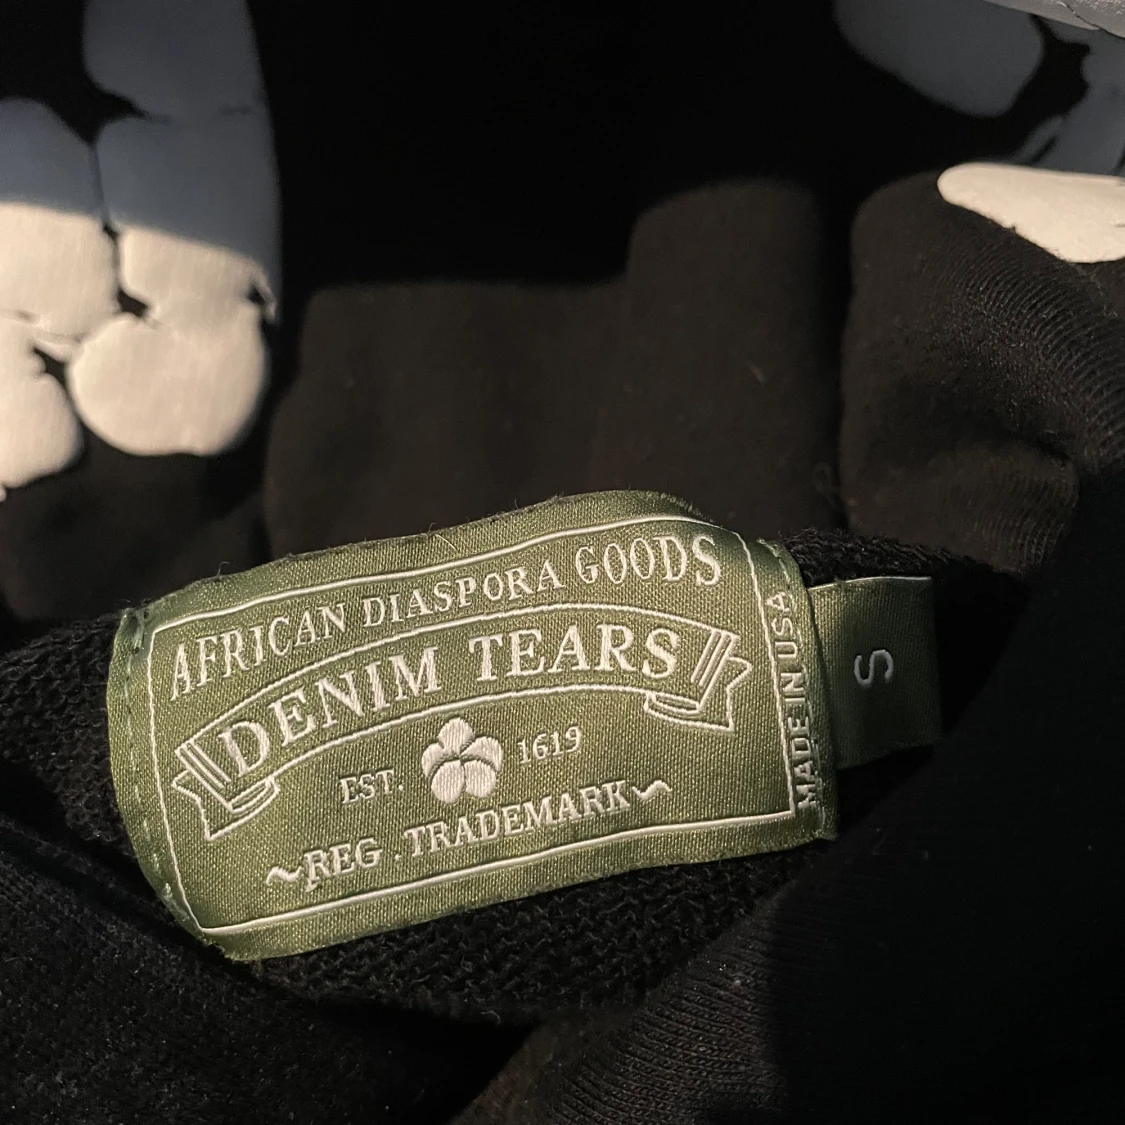 AFRICAN DIASPORA GOODS
DENIM TEARS
EST. 1619
~REG. TRADEMARK~
MADE IN USA
S